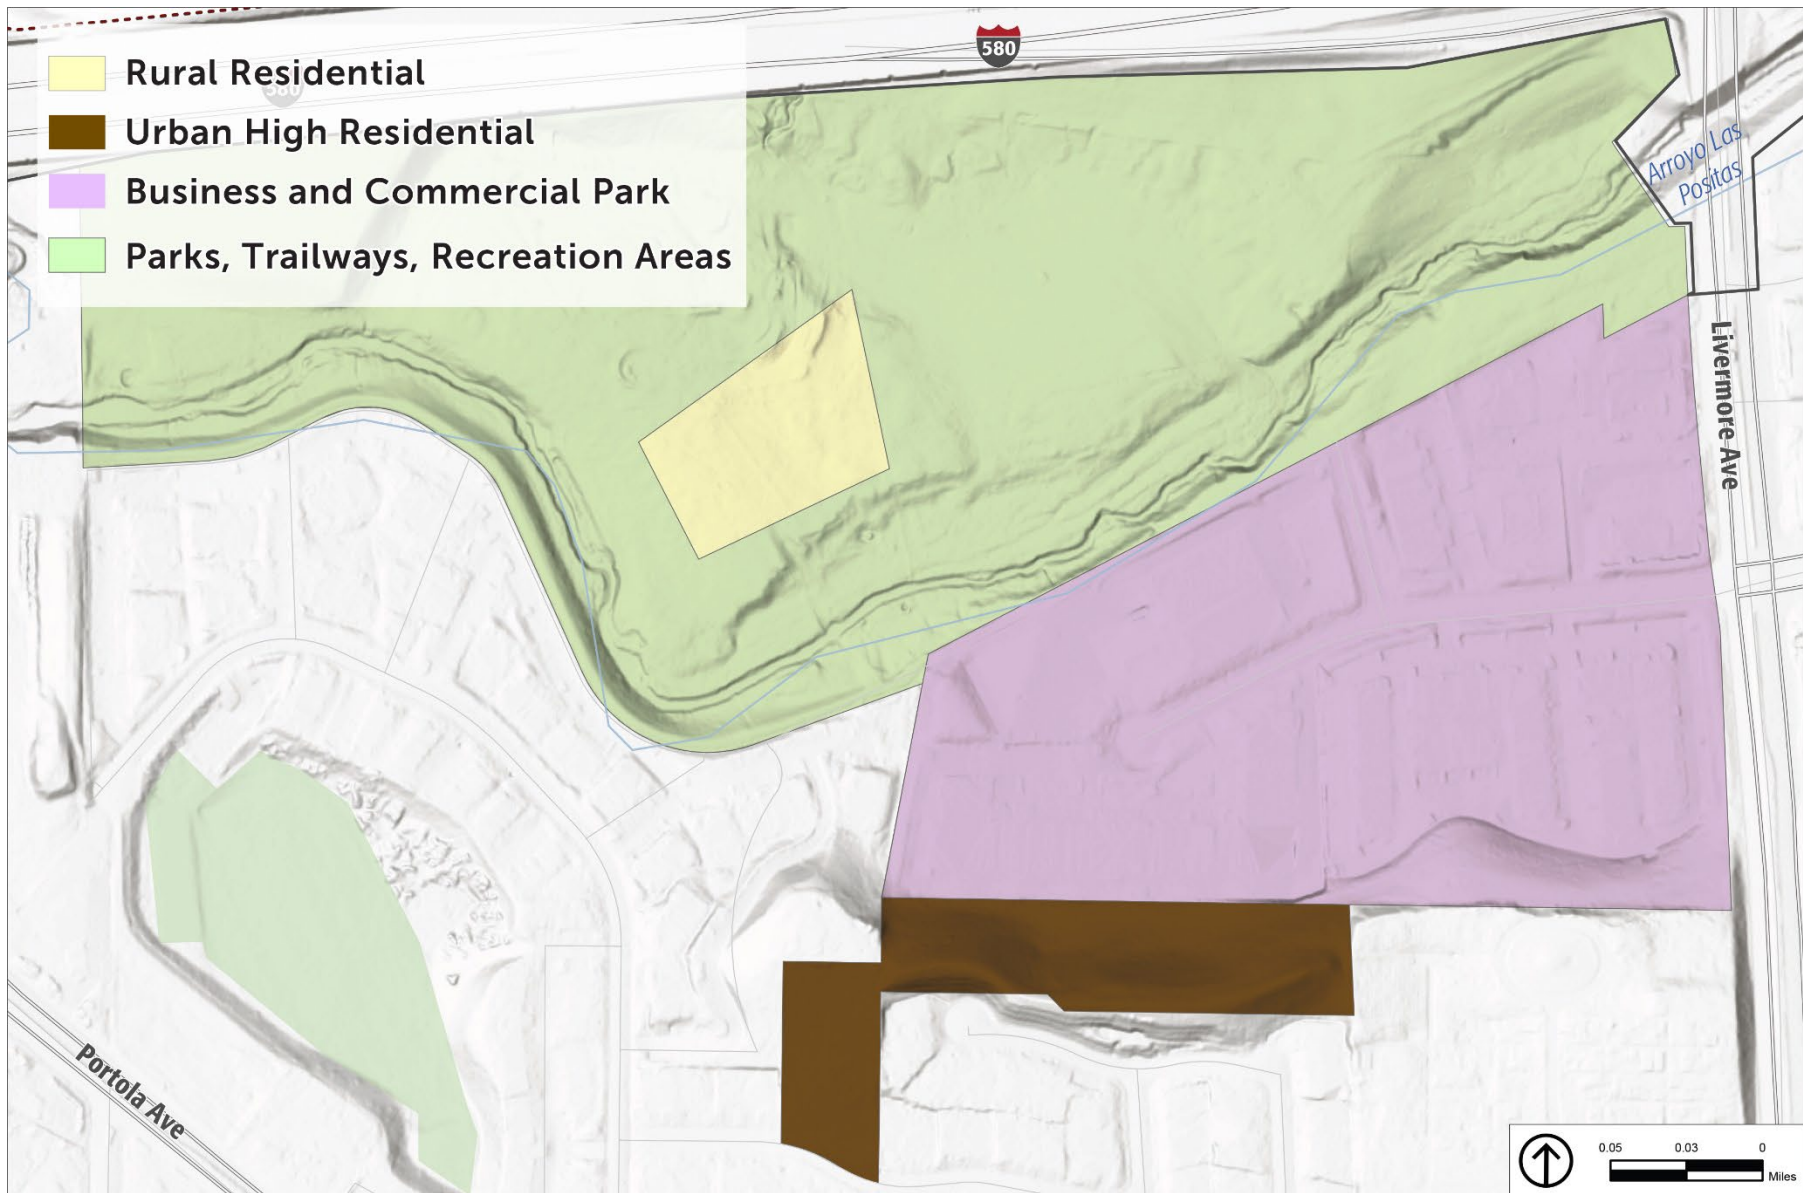 580
580
Rural Residential
Urban High Residential
Business and Commercial Park
Parks, Trailways, Recreation Areas
Arroyo Las
Positas
Livermore Ave
Portola Ave
0.05 0.03 0
Miles